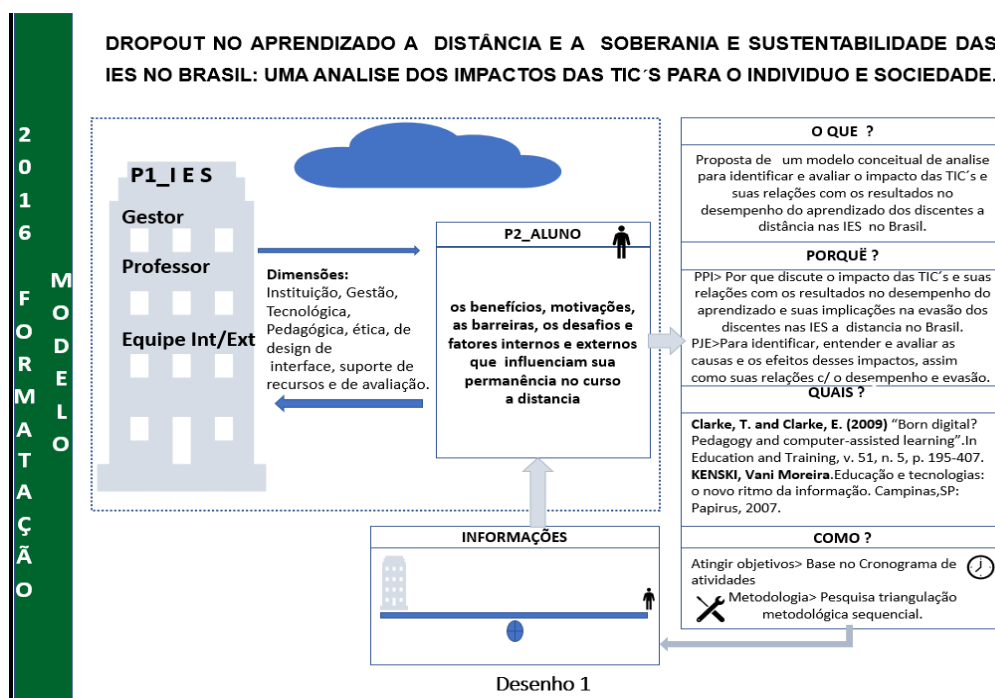 DROPOUT NO APRENDIZADO A DISTÂNCIA E A SOBERANIA E SUSTENTABILIDADE DAS
IES NO BRASIL: UMA ANALISE DOS IMPACTOS DAS TIC´S PARA O INDIVIDUO E SOCIEDADE.
2016 FORMATAÇÃO
MODELO
P1_I E S
Gestor
Professor
Equipe Int/Ext
Dimensões:
Instituição, Gestão,
Tecnológica,
Pedagógica, ética, de
design de
interface, suporte de
recursos e de avaliação.
P2_ALUNO
os benefícios, motivações,
as barreiras, os desafios e
fatores internos e externos
que influenciam sua
permanência no curso
a distancia
INFORMAÇÕES
O QUE ?
Proposta de um modelo conceitual de analise
para identificar e avaliar o impacto das TIC´s e
suas relações com os resultados no
desempenho do aprendizado dos discentes a
distância nas IES no Brasil.
PORQUË ?
PPI> Por que discute o impacto das TIC´s e suas
relações com os resultados no desempenho do
aprendizado e suas implicações na evasão dos
discentes nas IES a distancia no Brasil.
PJE>Para identificar, entender e avaliar as
causas e os efeitos desses impactos, assim
como suas relações c/ o desempenho e evasão.
QUAIS ?
Clarke, T. and Clarke, E. (2009) “Born digital?
Pedagogy and computer-assisted learning”.In
Education and Training, v. 51, n. 5, p. 195-407.
KENSKI, Vani Moreira.Educação e tecnologias:
o novo ritmo da informação. Campinas,SP:
Papirus, 2007.
COMO ?
Atingir objetivos> Base no Cronograma de
atividades
Metodologia> Pesquisa triangulação
metodológica sequencial.
Desenho 1